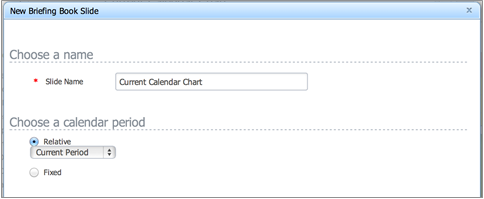 New Briefing Book Slide
Choose a name
* Slide Name Current Calendar Chart
Choose a calendar period
Relative
Current Period
Fixed